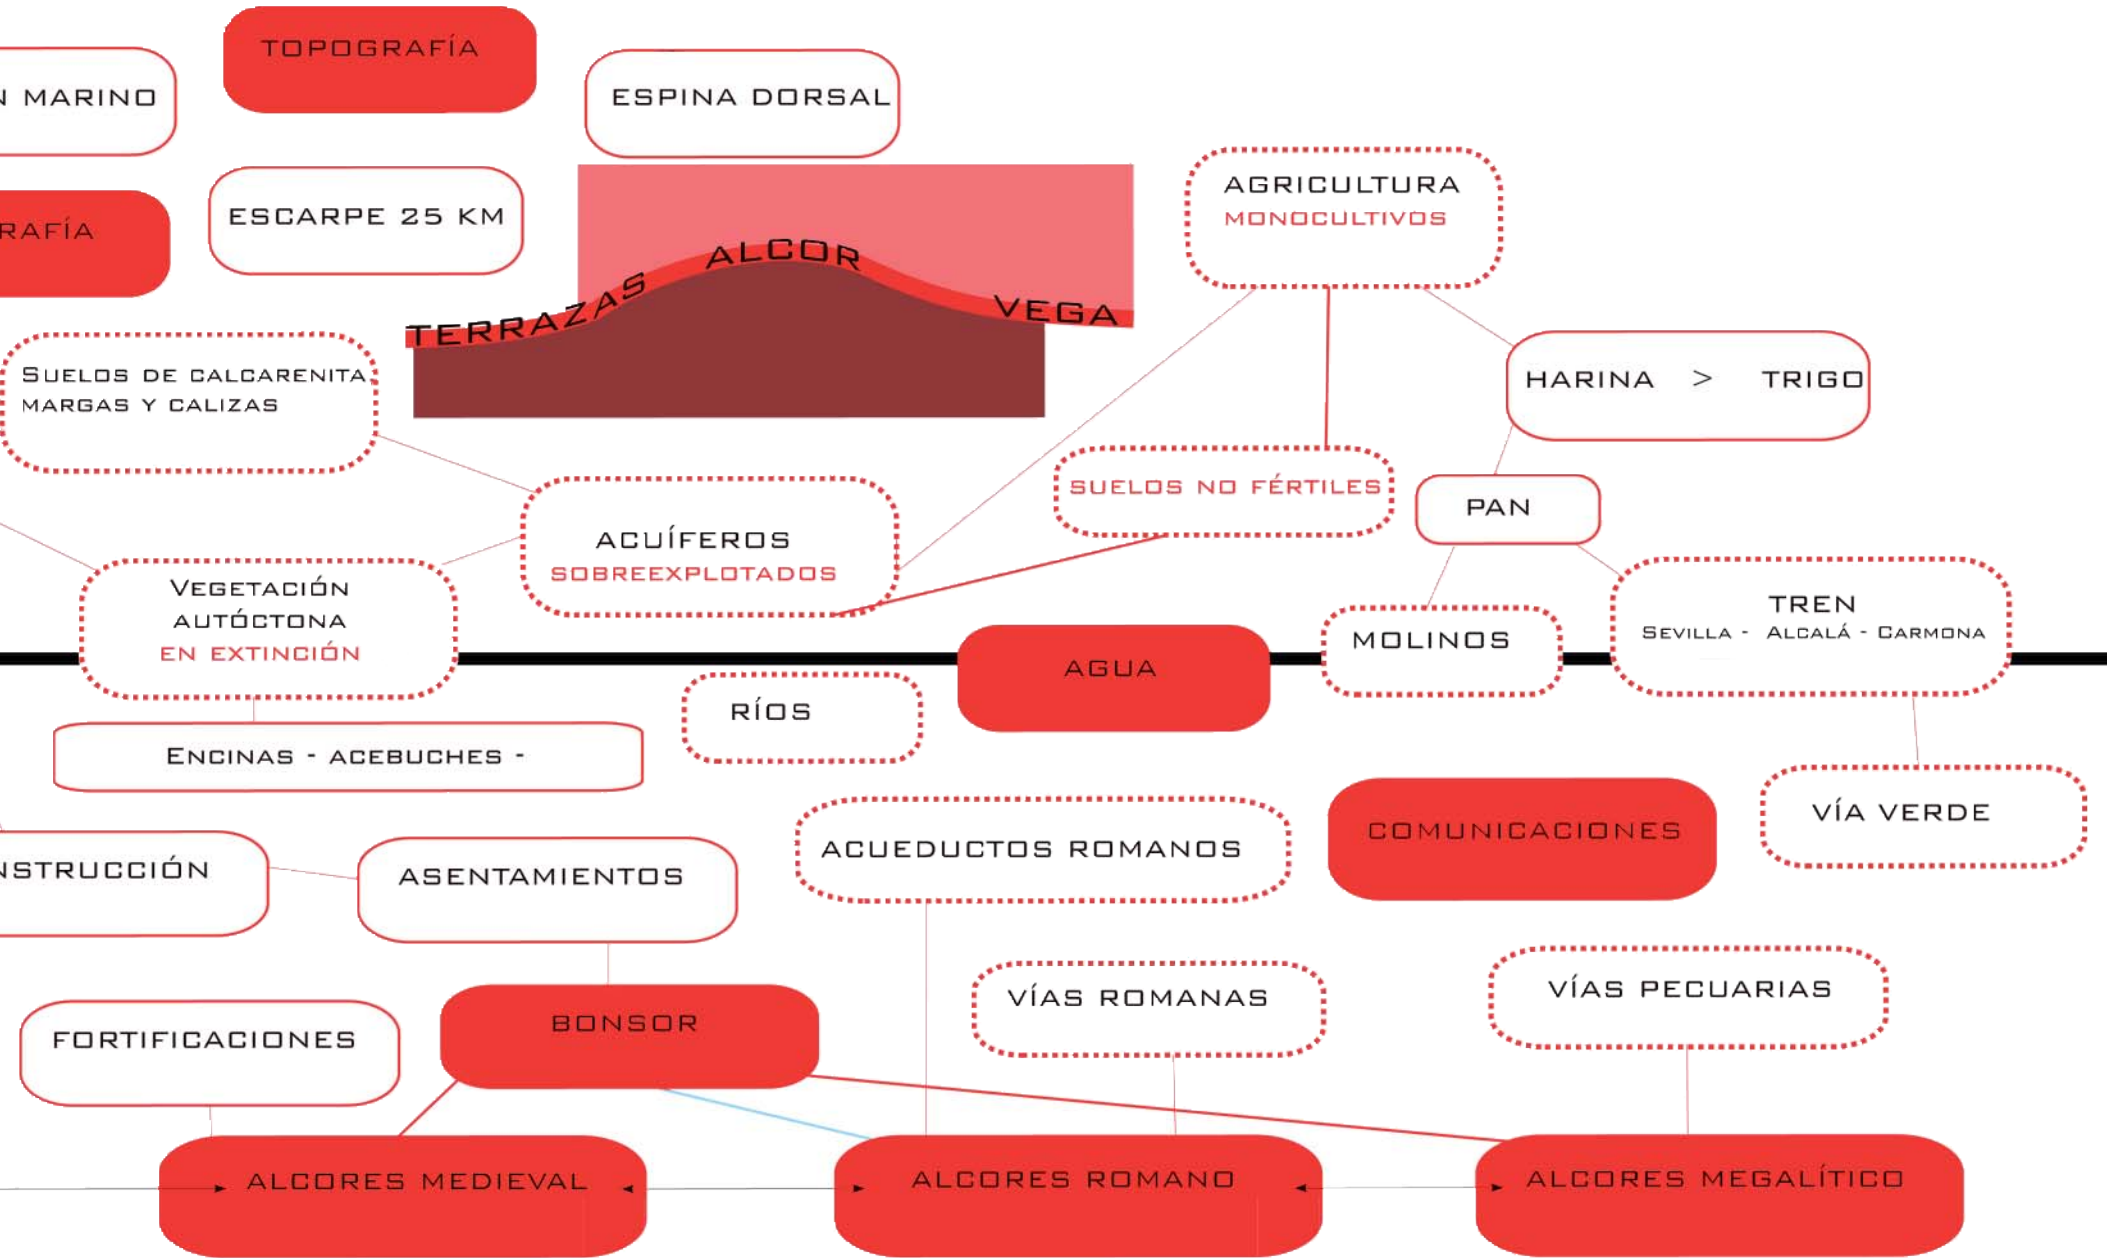 TOPOGRAFÍA
MARINO
ESPINA DORSAL
ESCARPE 25 KM
AGRICULTURA
MONOCULTIVOS
TERRAZAS
ALCOR
VEGA
SUELOS DE CALCARENITA
MARGAS Y CALIZAS
HARINA > TRIGO
SUELOS NO FÉRTILES
PAN
ACUÍFEROS
SOBREEXPLOTADOS
VEGETACIÓN
AUTÓCTONA
EN EXTINCIÓN
TREN
SEVILLA - ALCALÁ - CARMONA
MOLINOS
AGUA
RÍOS
ENCINAS - ACEBUCHES -
VÍA VERDE
COMUNICACIONES
ACUEDUCTOS ROMANOS
ASENTAMIENTOS
VÍAS ROMANAS
VÍAS PECUARIAS
BONSOR
FORTIFICACIONES
ALCORES MEDIEVAL
ALCORES ROMANO
ALCORES MEGALÍTICO